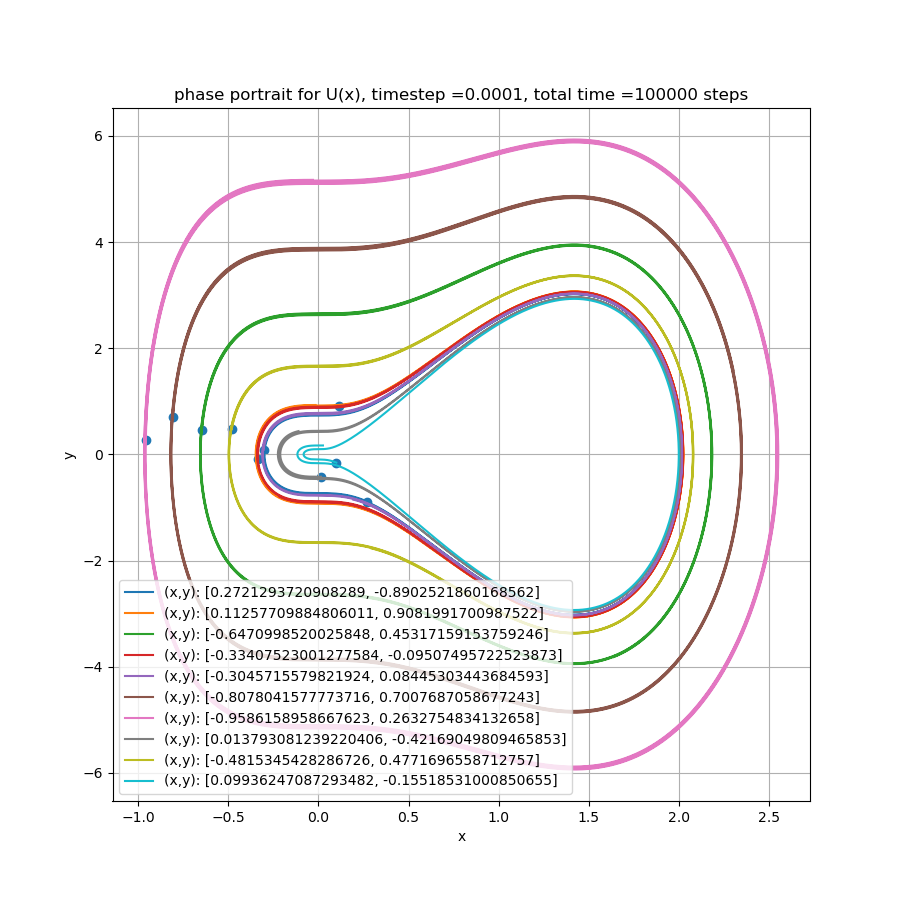 phase portrait for U(x), timestep =0.0001, total time =100000 steps
y
6
4
2
0
−2
−4
−6
(x,y): [0.2721293720908289, -0.8902521860168562]
(x,y): [0.11257709884806011, 0.9081991700987522]
(x,y): [-0.6470998520025848, 0.45317159153759246]
(x,y): [-0.33407523001277584, -0.09507495722523873]
(x,y): [-0.3045715579821924, 0.08445303443684593]
(x,y): [-0.8078041577773716, 0.7007687058677243]
(x,y): [-0.9586158958667623, 0.2632754834132658]
(x,y): [0.013793081239220406, -0.42169049809465853]
(x,y): [-0.4815345428286726, 0.4771696558712757]
(x,y): [0.09936247087293482, -0.15518531000850655]
−1.0 −0.5 0.0 0.5 1.0 1.5 2.0 2.5
x